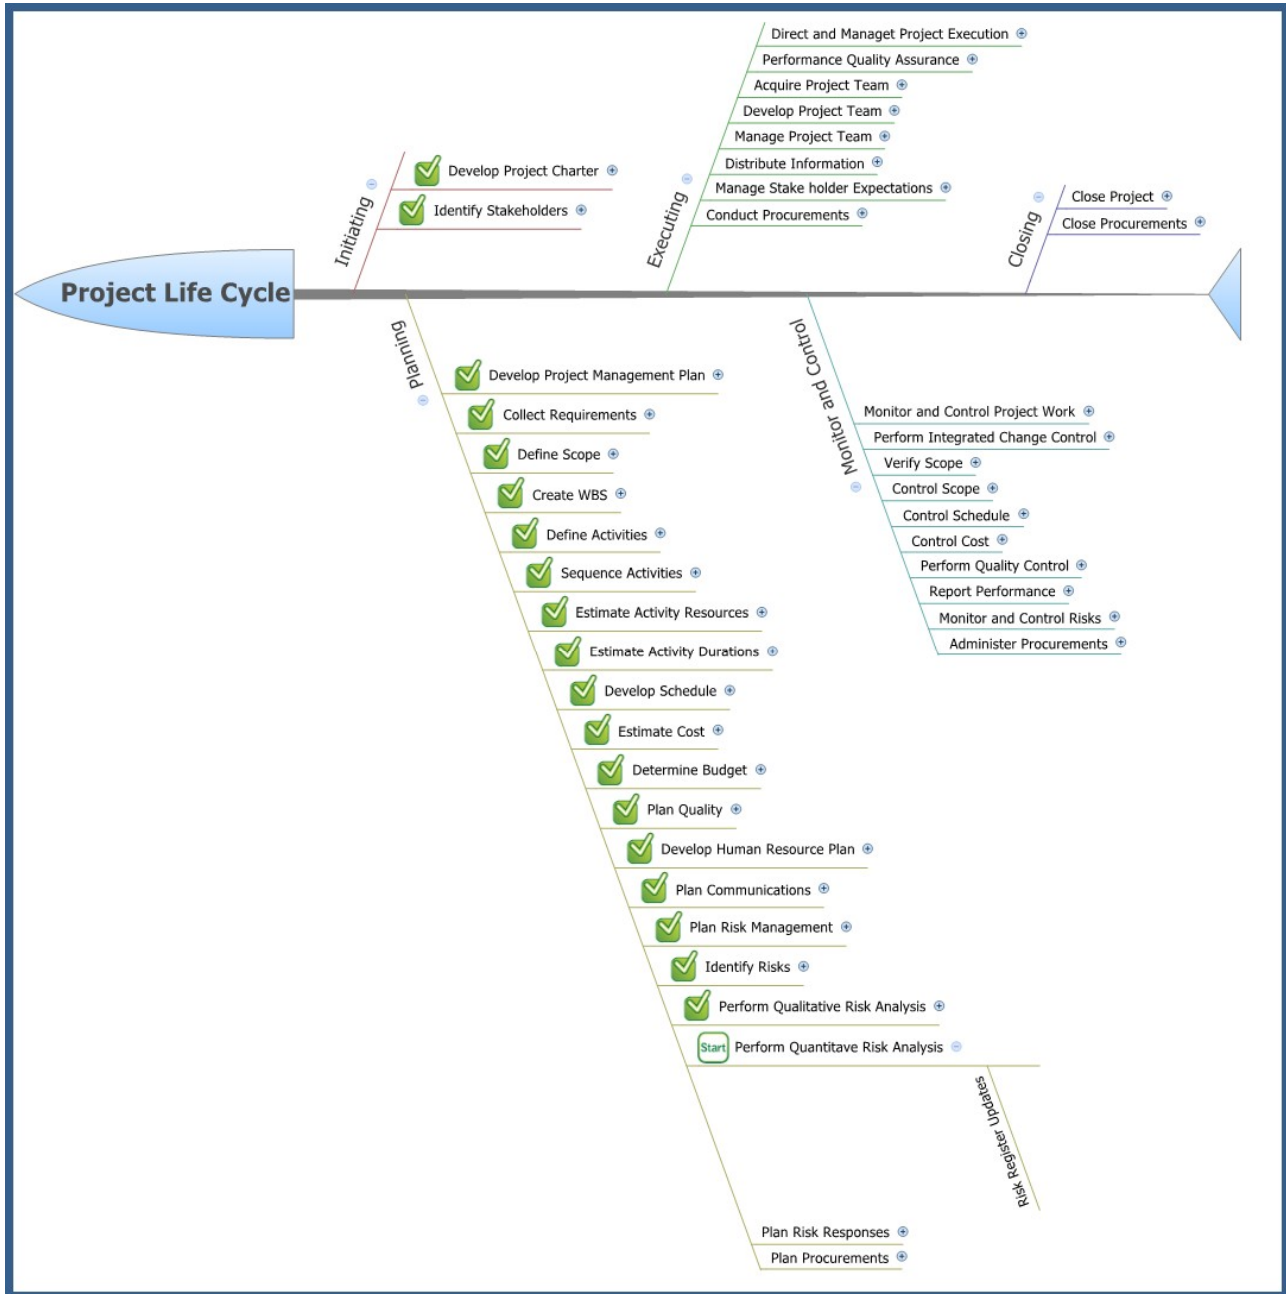 Direct and Managet Project Execution
Performance Quality Assurance
Acquire Project Team
Develop Project Team
Manage Project Team
Distribute Information
Manage Stake holder Expectations
Conduct Procurements
Executing
Develop Project Charter
Identify Stakeholders
Initiating
Close Project
Close Procurements
Closing
Project Life Cycle
Planning
Develop Project Management Plan
Collect Requirements
Define Scope
Create WBS
Define Activities
Sequence Activities
Estimate Activity Resources
Estimate Activity Durations
Develop Schedule
Estimate Cost
Determine Budget
Plan Quality
Develop Human Resource Plan
Plan Communications
Plan Risk Management
Identify Risks
Perform Qualitative Risk Analysis
Start Perform Quantitave Risk Analysis
Risk Register Updates
Plan Risk Responses
Plan Procurements
Monitor and Control
Monitor and Control Project Work
Perform Integrated Change Control
Verify Scope
Control Scope
Control Schedule
Control Cost
Perform Quality Control
Report Performance
Monitor and Control Risks
Administer Procurements